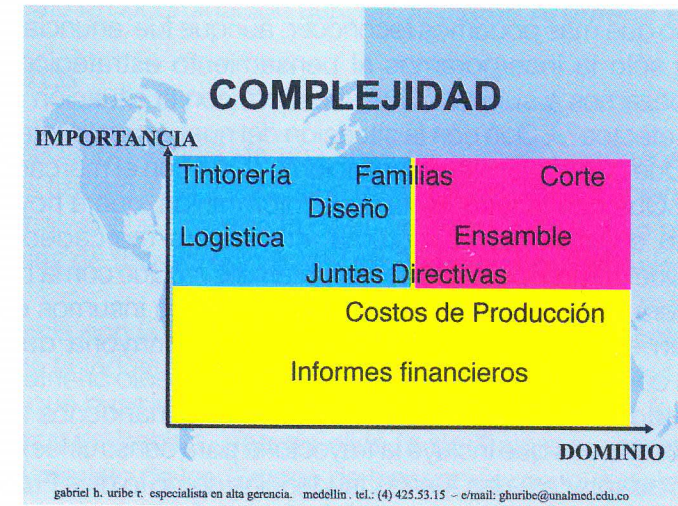 COMPLEJIDAD
IMPORTANCIA
Tintorería Familias Corte
Diseño
Logistica Ensamble
Juntas Directivas
Costos de Producción
Informes financieros
DOMINIO
gabriel h. uribe r. especialista en alta gerencia. medellin . tel.: (4) 425.53.15 – e/mail: ghuribe@unalmed.edu.co